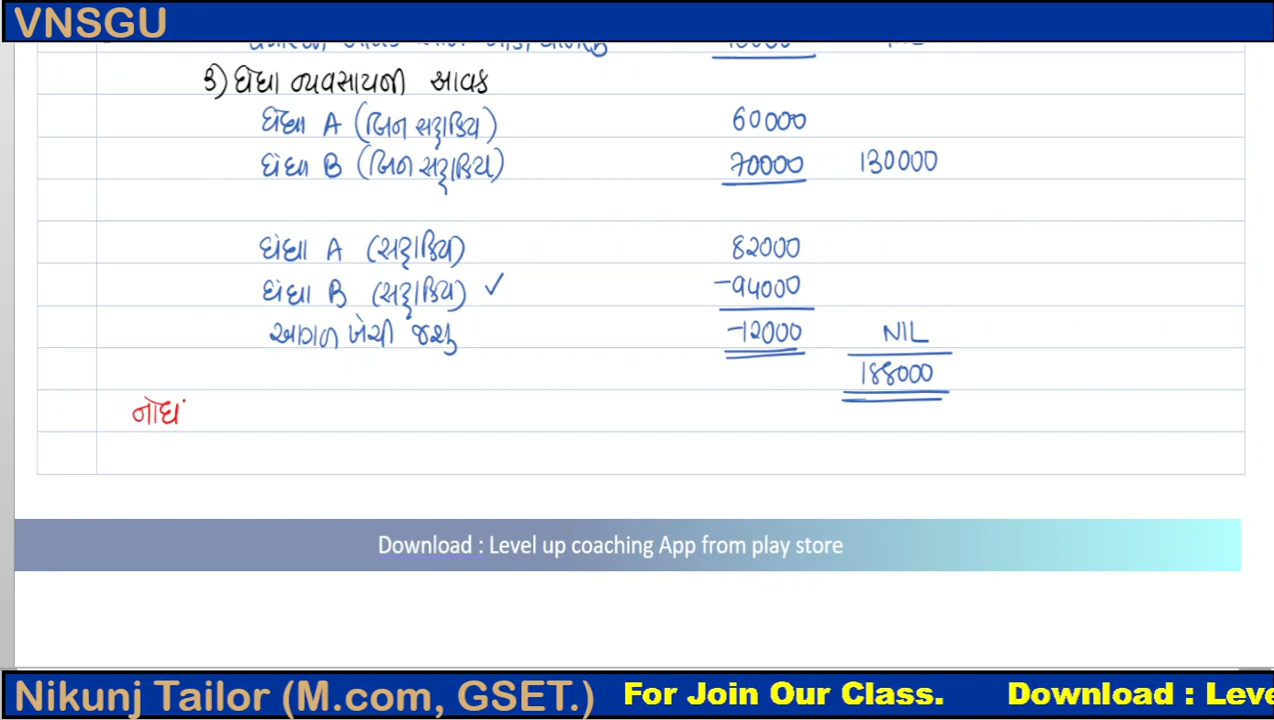 VNSGU
3) ધંધા વ્યવસાયની આવક
ધંધા A (બિન સટ્ટાકિય) 60000
ધંધા B (બિન સટ્ટાકિય) 70000 130000
ધંધા A (સટ્ટાકિય) 82000
ધંધા B (સટ્ટાકિય) ✓ -94000
આગળ ખેચી જશુ -12000 NIL
188000
નોધં
Download : Level up coaching App from play store
Nikunj Tailor (M.com, GSET.) For Join Our Class. Download : Leve